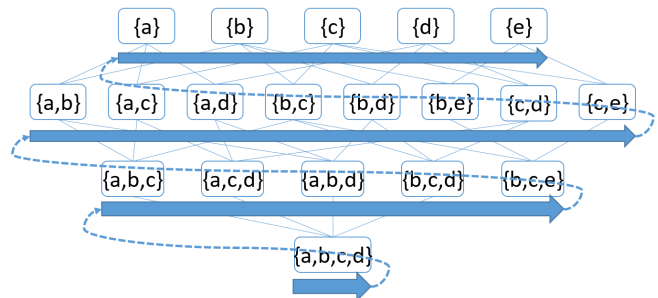 {a} {b} {c} {d} {e}
{a,b} {a,c} {a,d} {b,c} {b,d} {b,e} {c,d} {c,e}
{a,b,c} {a,c,d} {a,b,d} {b,c,d} {b,c,e}
{a,b,c,d}